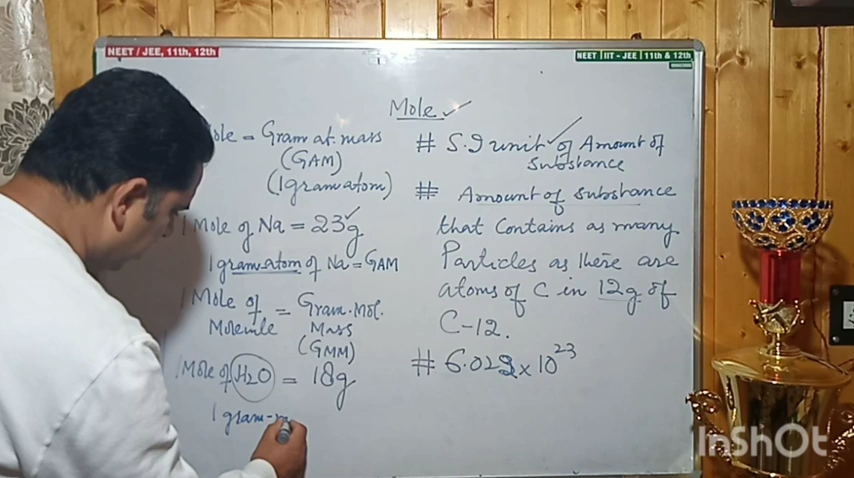 NEET / JEE, 11th, 12th
NEET | IIT - JEE | 11th & 12th
Mole
= Gram at. mass
(GAM)
(1 gram atom)
1 Mole of Na = 23g
1 gram atom of Na = GAM
1 Mole of = Gram. Mol.
Molecule Mass
(GMM)
1 Mole of H2O = 18g
1 gram-
# S.I unit of Amount of
Substance
# Amount of substance
that contains as many
Particles as there are
atoms of C in 12g of
C-12.
# 6.022 × 10²³
InShOt